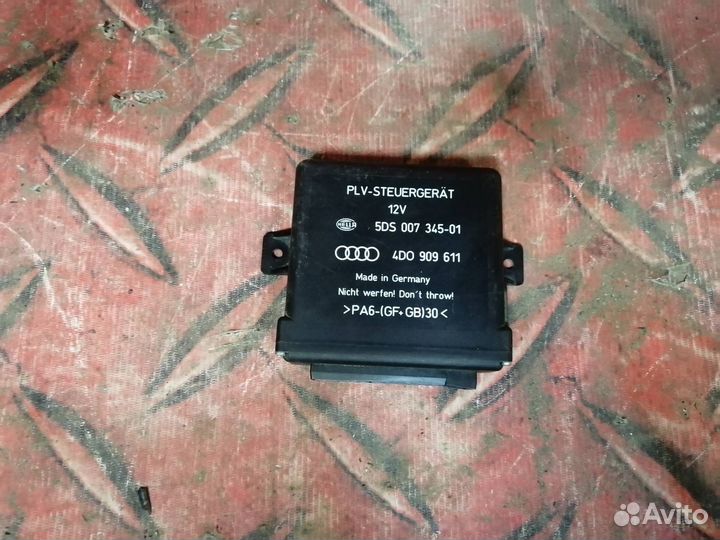 PLV-STEUERGERÄT
12V
HELLA 5DS 007 345-01
4D0 909 611
Made in Germany
Nicht werfen! Don't throw!
>PA6-(GF+GB)30<
Avito